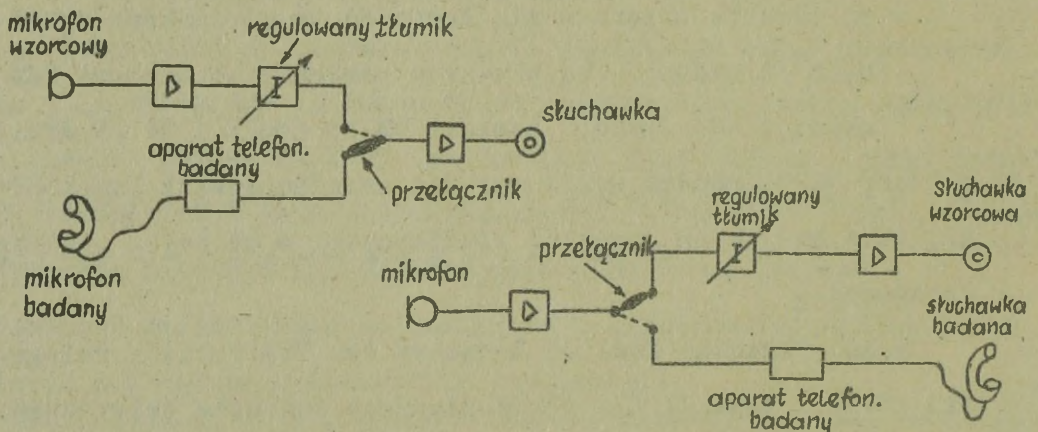 mikrofon
wzorcowy
regulowany tłumik
I
słuchawka
aparat telefon.
badany
przełącznik
mikrofon
badany
regulowany
tłumik
I
słuchawka
wzorcowa
przełącznik
mikrofon
słuchawka
badana
aparat telefon.
badany